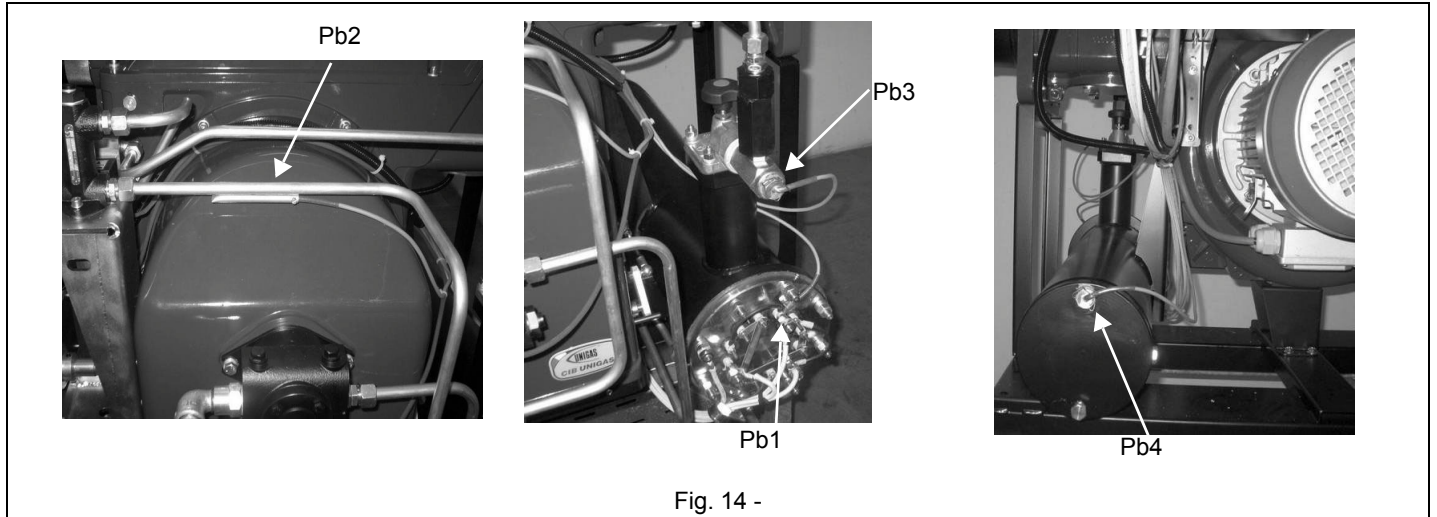 Pb2
Pb3
UNIGAS
CIB UNIGAS
Pb1
Pb4
Fig. 14 -